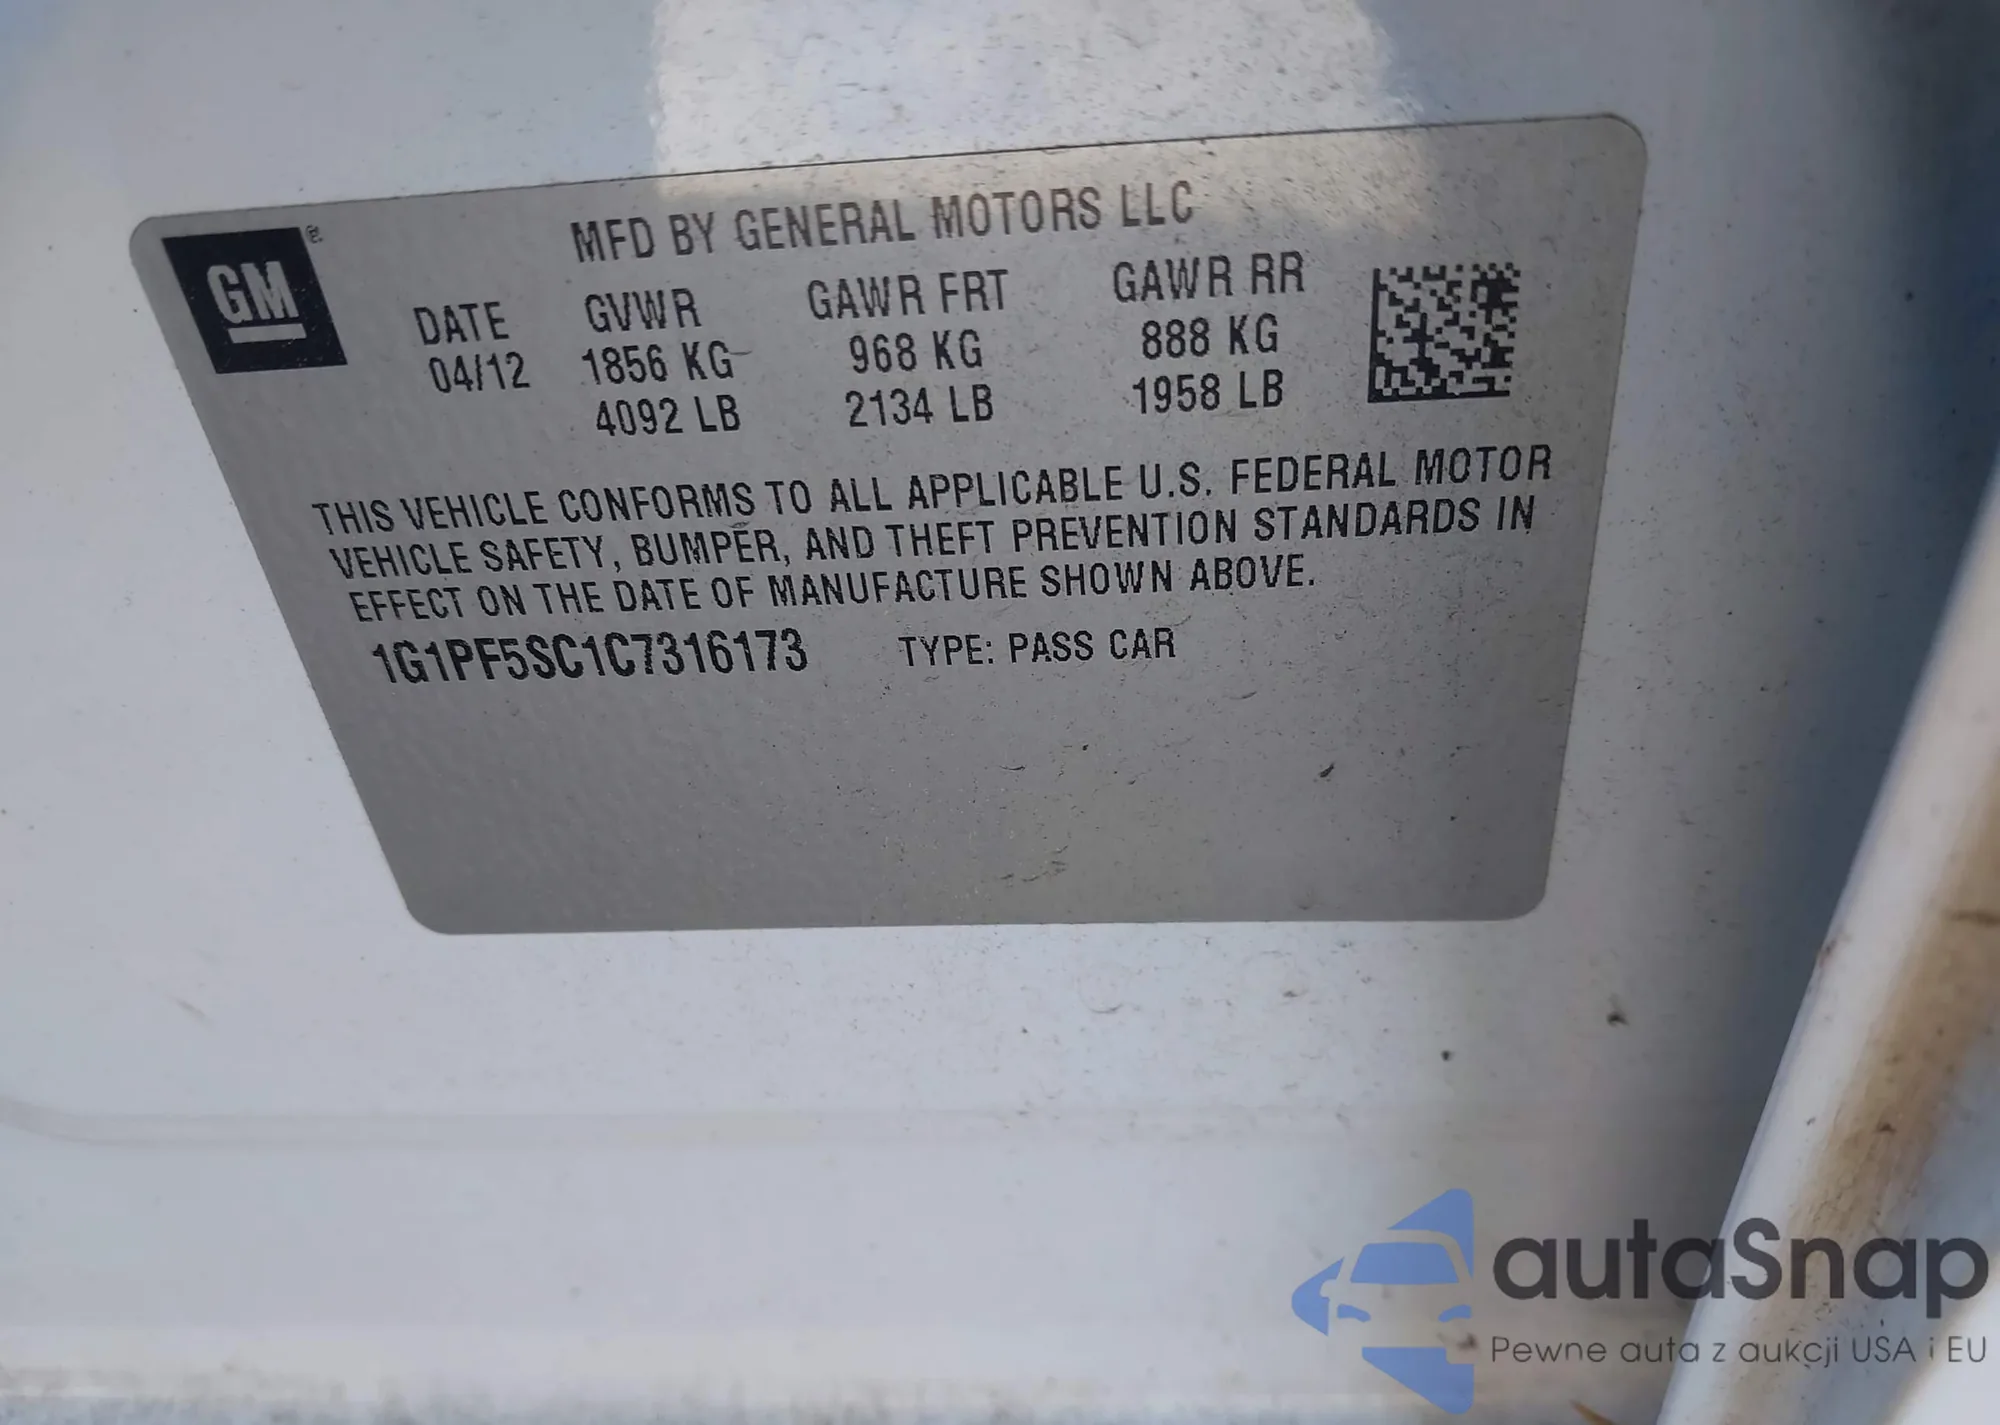 GM®
MFD BY GENERAL MOTORS LLC
DATE GVWR GAWR FRT GAWR RR
04/12 1856 KG 968 KG 888 KG
4092 LB 2134 LB 1958 LB
THIS VEHICLE CONFORMS TO ALL APPLICABLE U.S. FEDERAL MOTOR
VEHICLE SAFETY, BUMPER, AND THEFT PREVENTION STANDARDS IN
EFFECT ON THE DATE OF MANUFACTURE SHOWN ABOVE.
1G1PF5SC1C7316173 TYPE: PASS CAR
autaSnap
Pewne auta z aukcji USA i EU